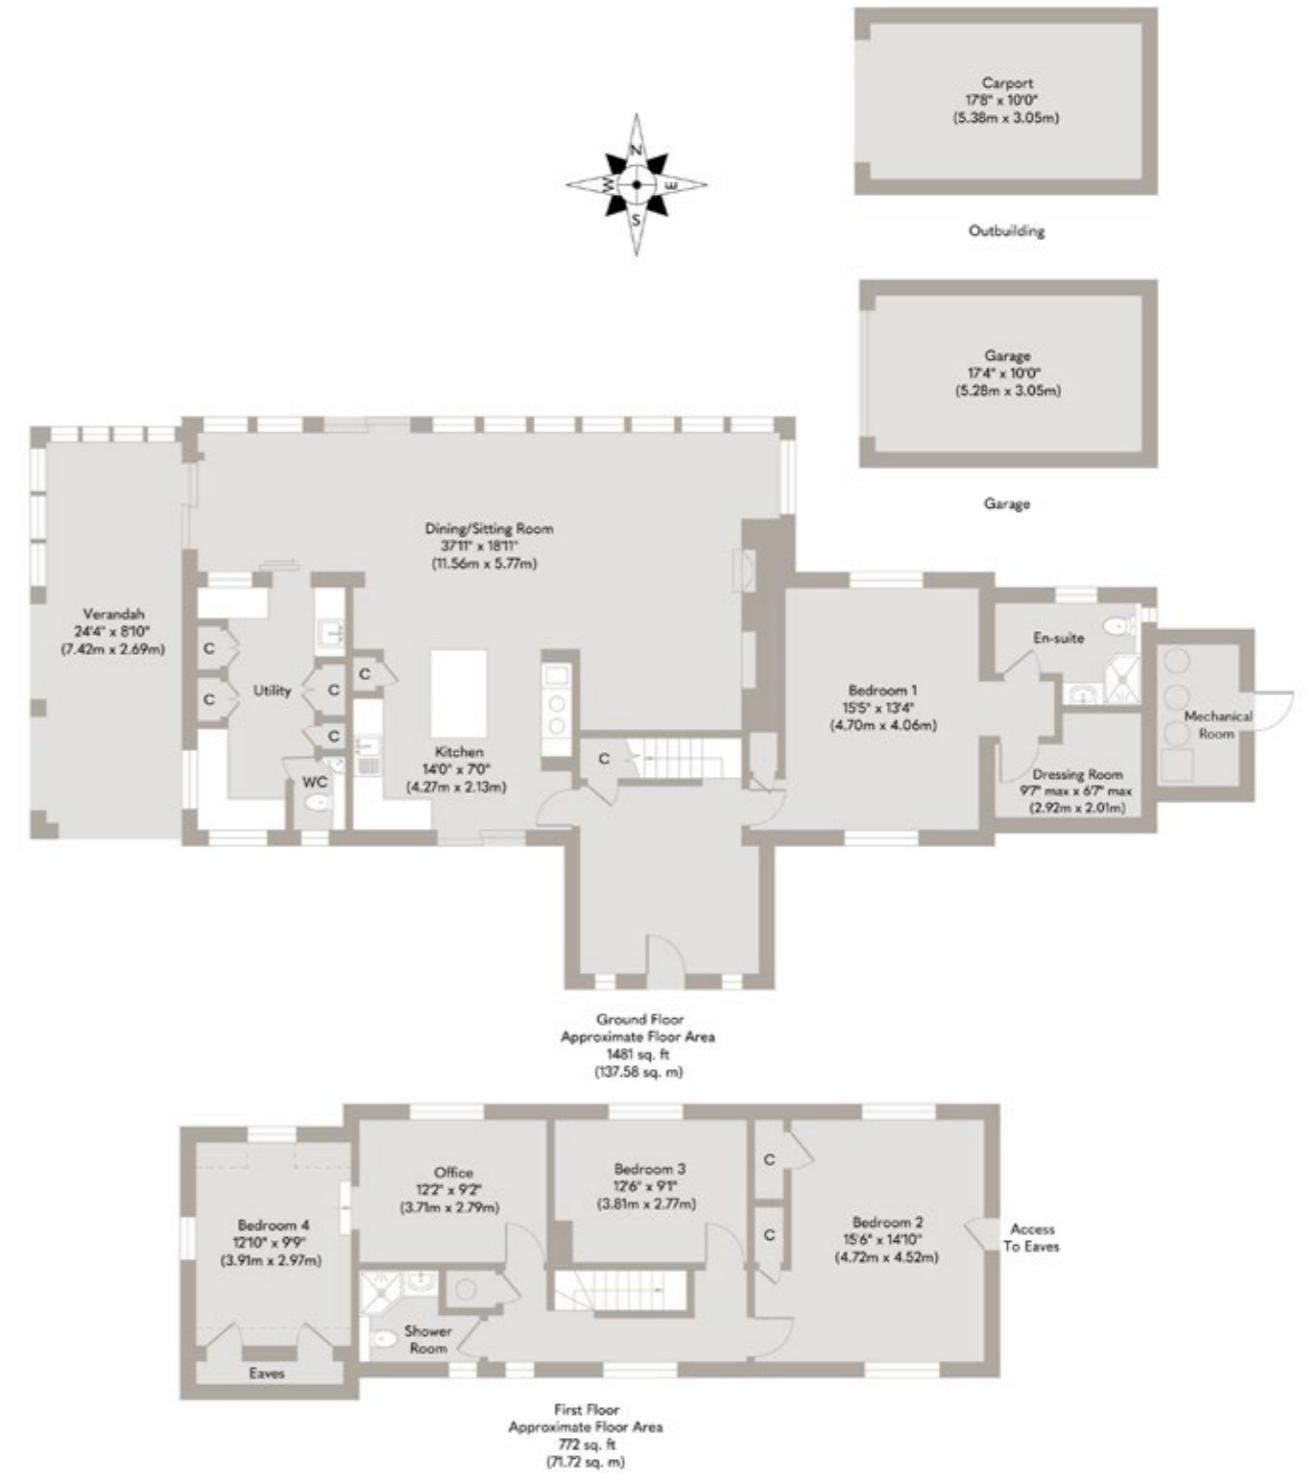 Carport
17'8" x 10'0"
(5.38m x 3.05m)
N
W
E
S
Outbuilding
Garage
17'4" x 10'0"
(5.28m x 3.05m)
Garage
Dining/Sitting Room
37'11" x 18'11"
(11.56m x 5.77m)
Verandah
24'4" x 8'10"
(7.42m x 2.69m)
En-suite
C
C
Utility
C
C
C
Bedroom 1
15'5" x 13'4"
(4.70m x 4.06m)
Mechanical
Room
Kitchen
14'0" x 7'0"
(4.27m x 2.13m)
C
WC
Dressing Room
9'7" max x 6'7" max
(2.92m x 2.01m)
Ground Floor
Approximate Floor Area
1481 sq. ft
(137.58 sq. m)
Office
12'2" x 9'2"
(3.71m x 2.79m)
Bedroom 3
12'6" x 9'1"
(3.81m x 2.77m)
C
Bedroom 4
12'10" x 9'9"
(3.91m x 2.97m)
C
Bedroom 2
15'6" x 14'10"
(4.72m x 4.52m)
Access
To Eaves
Shower
Room
Eaves
First Floor
Approximate Floor Area
772 sq. ft
(71.72 sq. m)